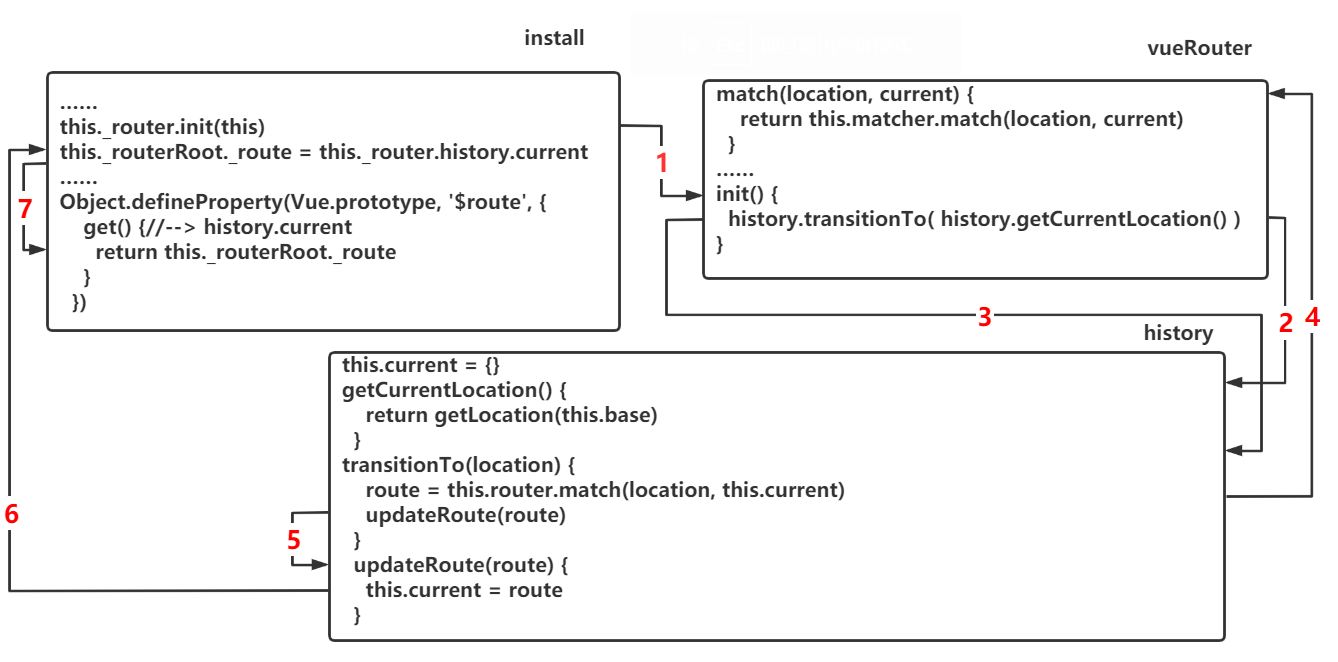 install
......
this._router.init(this)
this._routerRoot._route = this._router.history.current
......
Object.defineProperty(Vue.prototype, '$route', {
get() {//--> history.current
return this._routerRoot._route
}
})
vueRouter
match(location, current) {
return this.matcher.match(location, current)
}
......
init() {
history.transitionTo( history.getCurrentLocation() )
}
1
7
3
2
4
history
this.current = {}
getCurrentLocation() {
return getLocation(this.base)
}
transitionTo(location) {
route = this.router.match(location, this.current)
updateRoute(route)
}
updateRoute(route) {
this.current = route
}
6
5